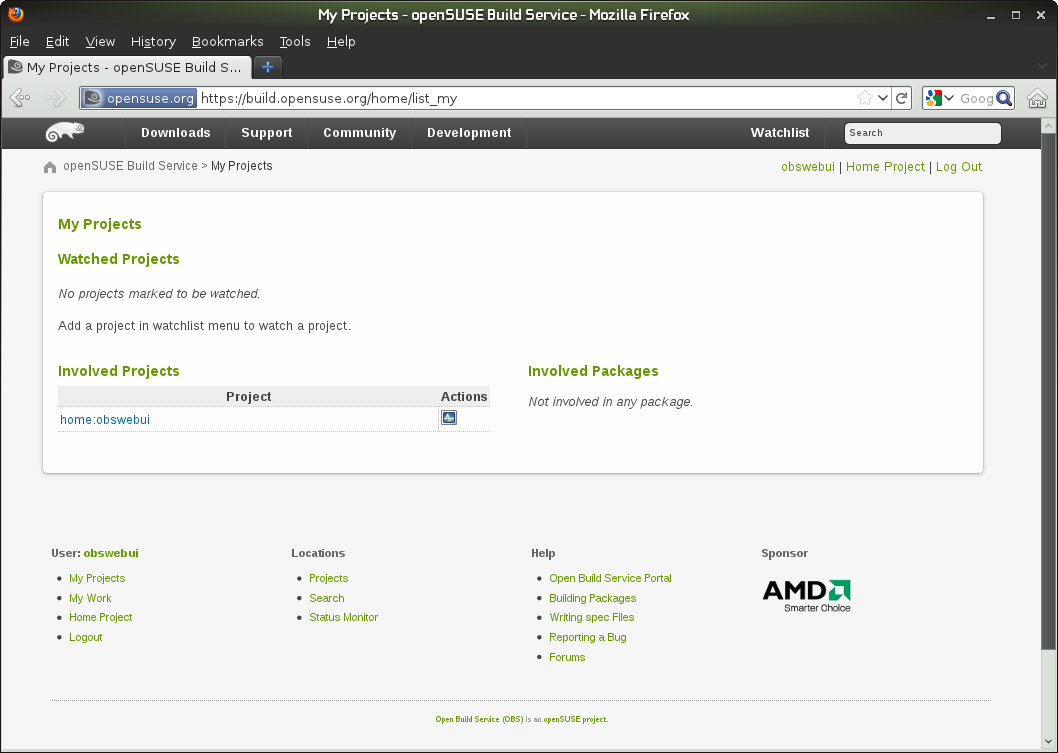 My Projects - openSUSE Build Service - Mozilla Firefox
File Edit View History Bookmarks Tools Help
My Projects - openSUSE Build S...
opensuse.org https://build.opensuse.org/home/list_my Goog
Downloads Support Community Development Watchlist Search
openSUSE Build Service > My Projects obswebui | Home Project | Log Out
My Projects
Watched Projects
No projects marked to be watched.
Add a project in watchlist menu to watch a project.
Involved Projects
Project Actions
home:obswebui
Involved Packages
Not involved in any package.
User: obswebui
My Projects
My Work
Home Project
Logout
Locations
Projects
Search
Status Monitor
Help
Open Build Service Portal
Building Packages
Writing spec Files
Reporting a Bug
Forums
Sponsor
AMD
Smarter Choice
Open Build Service (OBS) is an openSUSE project.